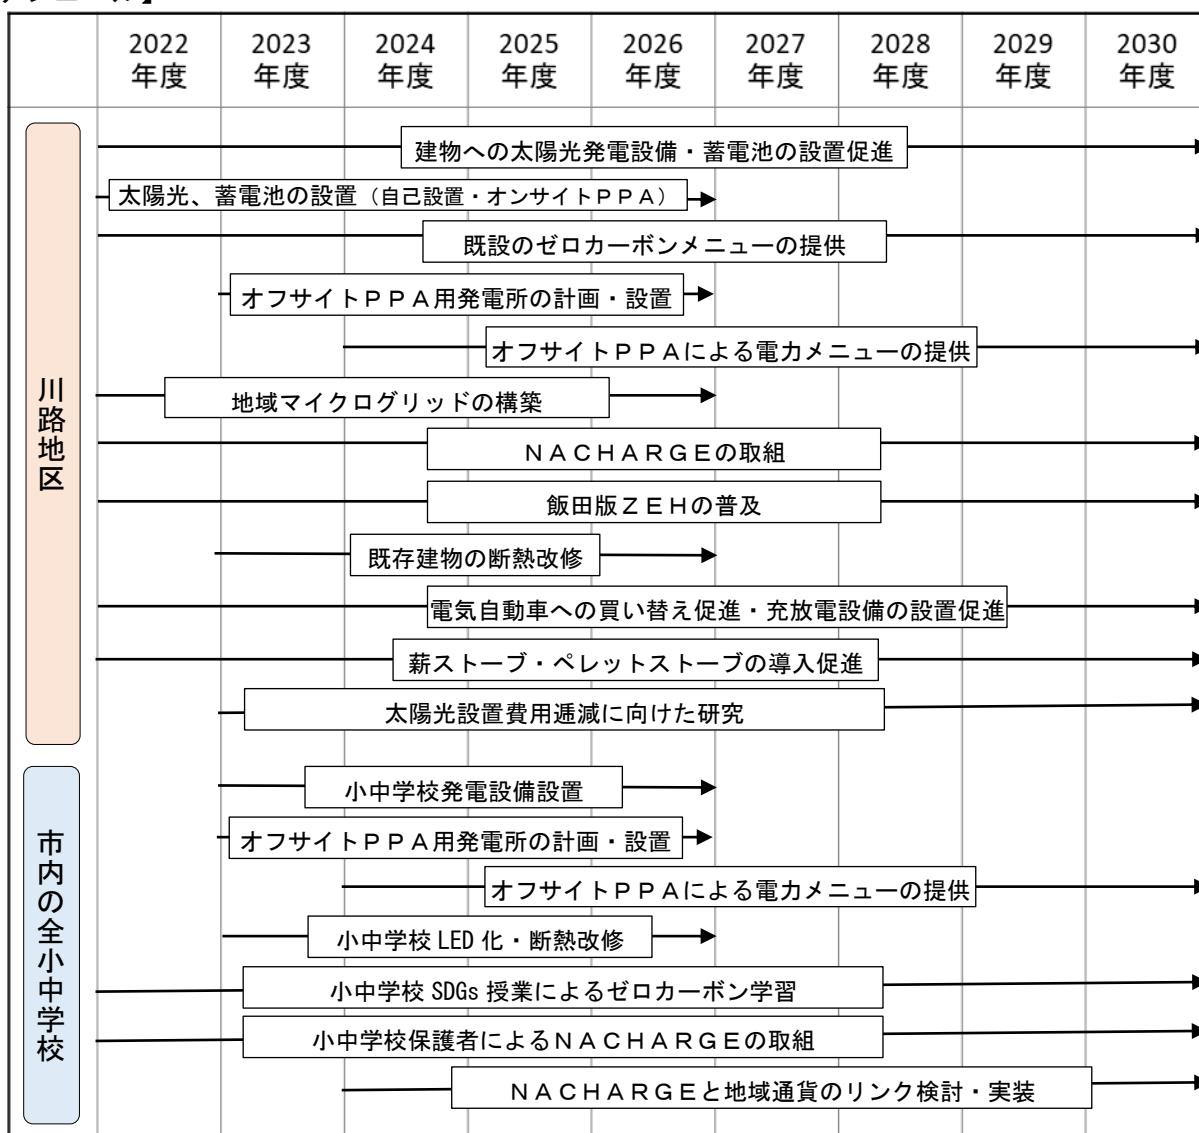 2022
年度
2023
年度
2024
年度
2025
年度
2026
年度
2027
年度
2028
年度
2029
年度
2030
年度
川路地区
建物への太陽光発電設備・蓄電池の設置促進
太陽光、蓄電池の設置（自己設置・オンサイトＰＰＡ）
既設のゼロカーボンメニューの提供
オフサイトＰＰＡ用発電所の計画・設置
オフサイトＰＰＡによる電力メニューの提供
地域マイクログリッドの構築
ＮＡＣＨＡＲＧＥの取組
飯田版ＺＥＨの普及
既存建物の断熱改修
電気自動車への買い替え促進・充放電設備の設置促進
薪ストーブ・ペレットストーブの導入促進
太陽光設置費用逓減に向けた研究
市内の全小中学校
小中学校発電設備設置
オフサイトＰＰＡ用発電所の計画・設置
オフサイトＰＰＡによる電力メニューの提供
小中学校 LED 化・断熱改修
小中学校 SDGs 授業によるゼロカーボン学習
小中学校保護者によるＮＡＣＨＡＲＧＥの取組
ＮＡＣＨＡＲＧＥと地域通貨のリンク検討・実装